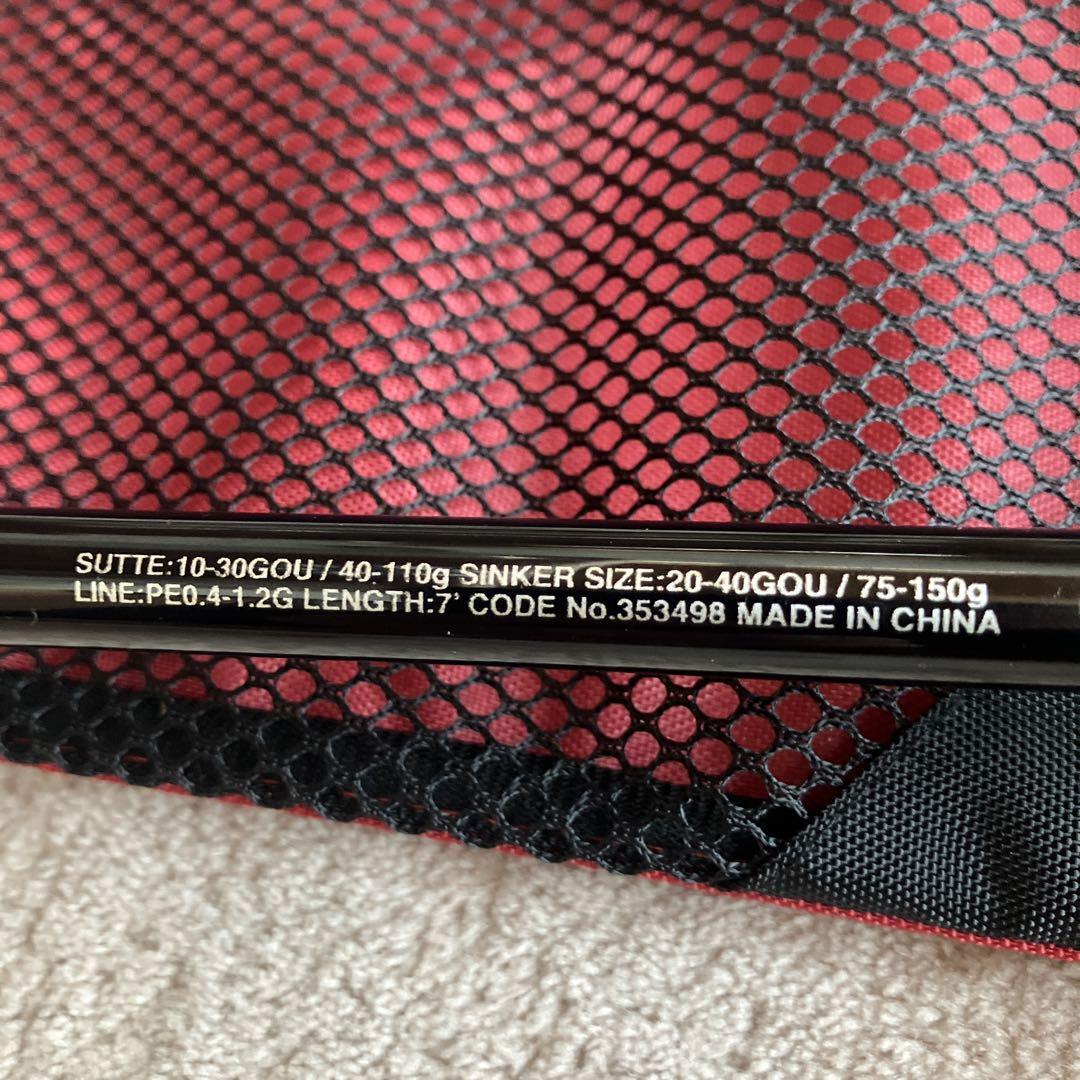 SUTTE:10-30GOU / 40-110g SINKER SIZE:20-40GOU / 75-150g
LINE:PE0.4-1.2G LENGTH:7' CODE No.353498 MADE IN CHINA